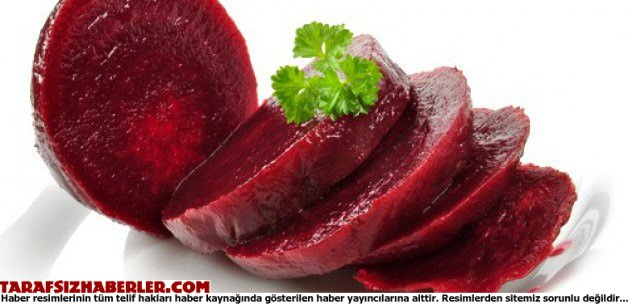 TARAFSIZHABERLER.COM
Haber resimlerinin tüm telif hakları haber kaynağında gösterilen haber yayıncılarına aittir. Resimlerden sitemiz sorunlu değildir...